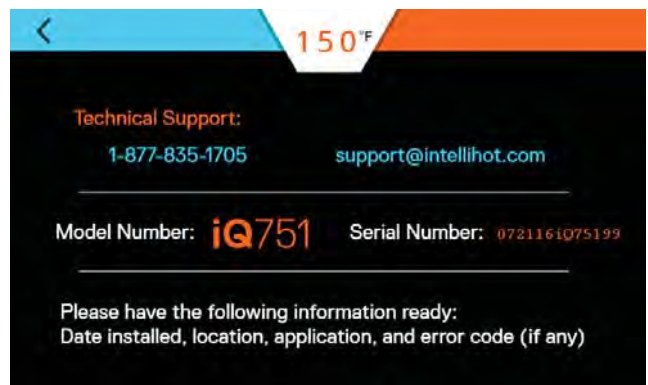 150°F
Technical Support:
1-877-835-1705 support@intellihot.com
Model Number: iQ751 Serial Number: 072116iQ75199
Please have the following information ready:
Date installed, location, application, and error code (if any)